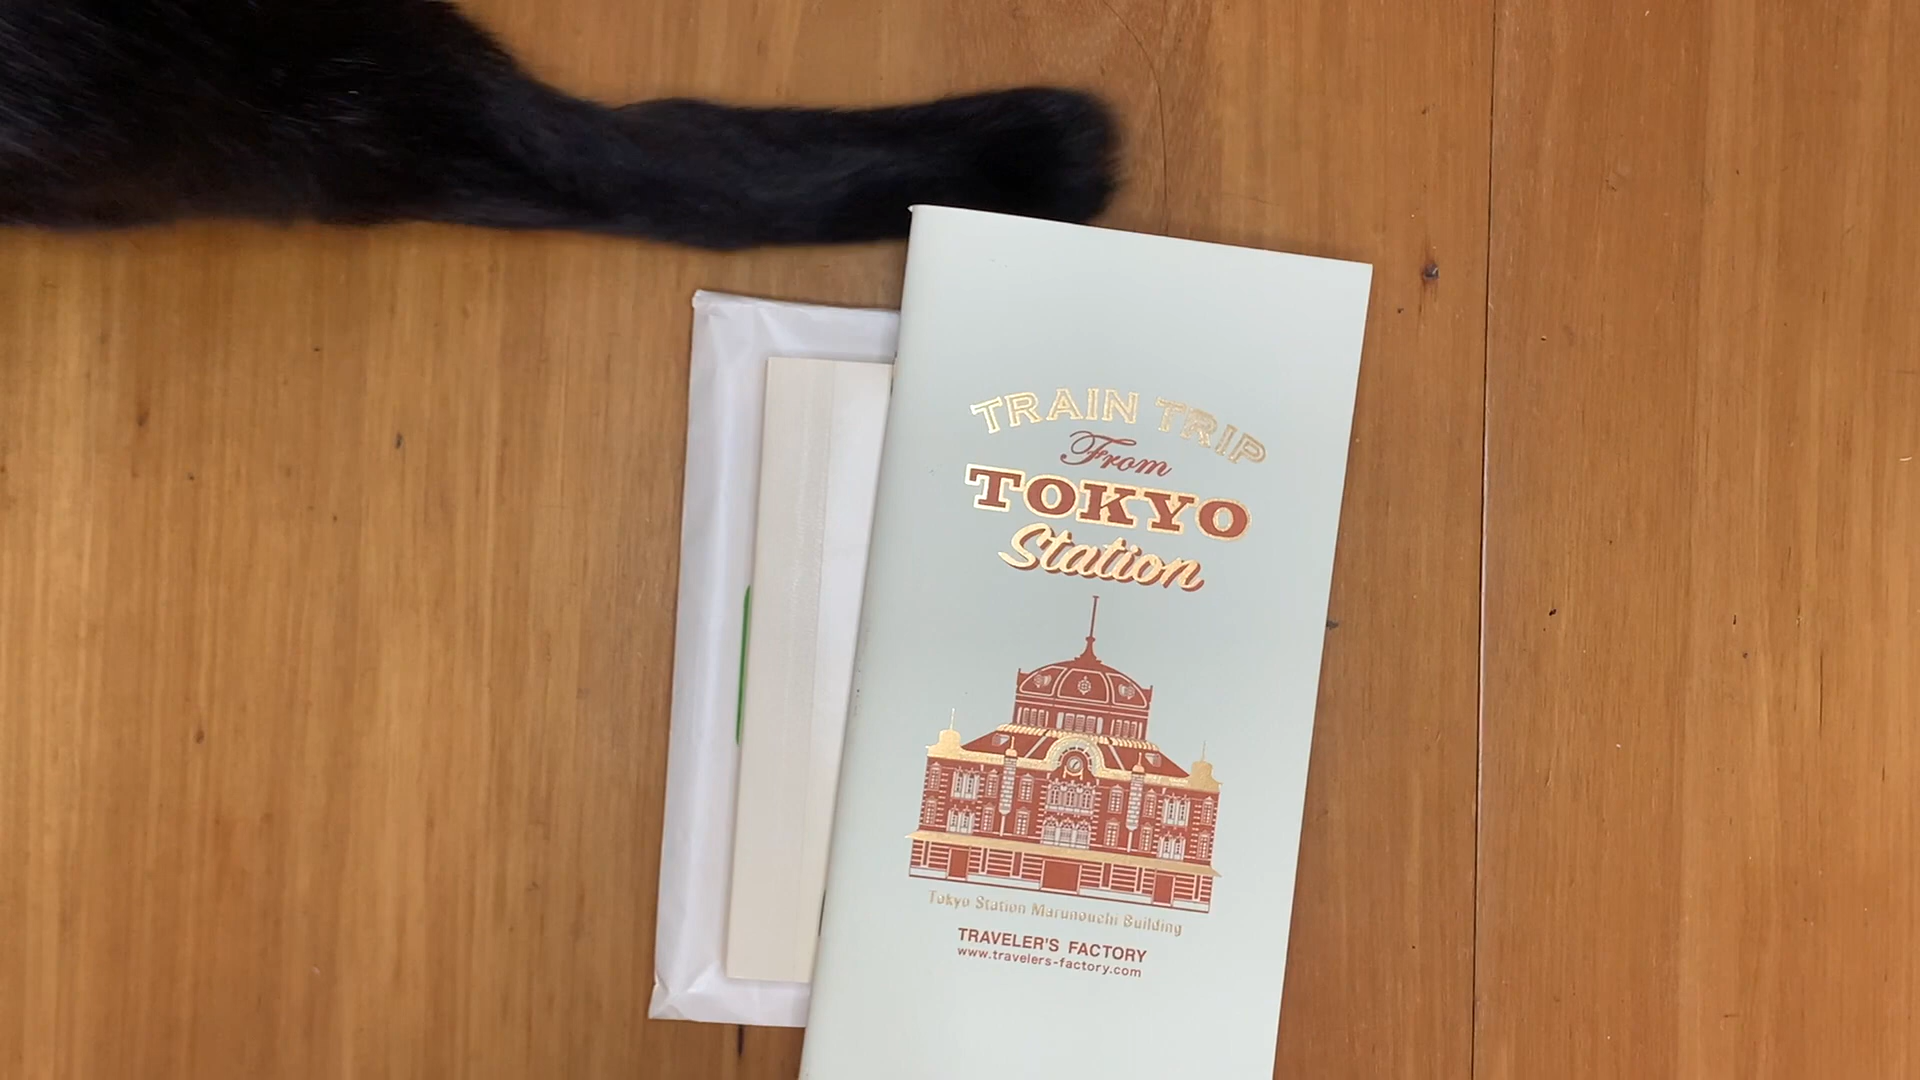 TRAIN TRIP
From
TOKYO
Station
Tokyo Station Marunouchi Building
TRAVELER'S FACTORY
www.travelers-factory.com